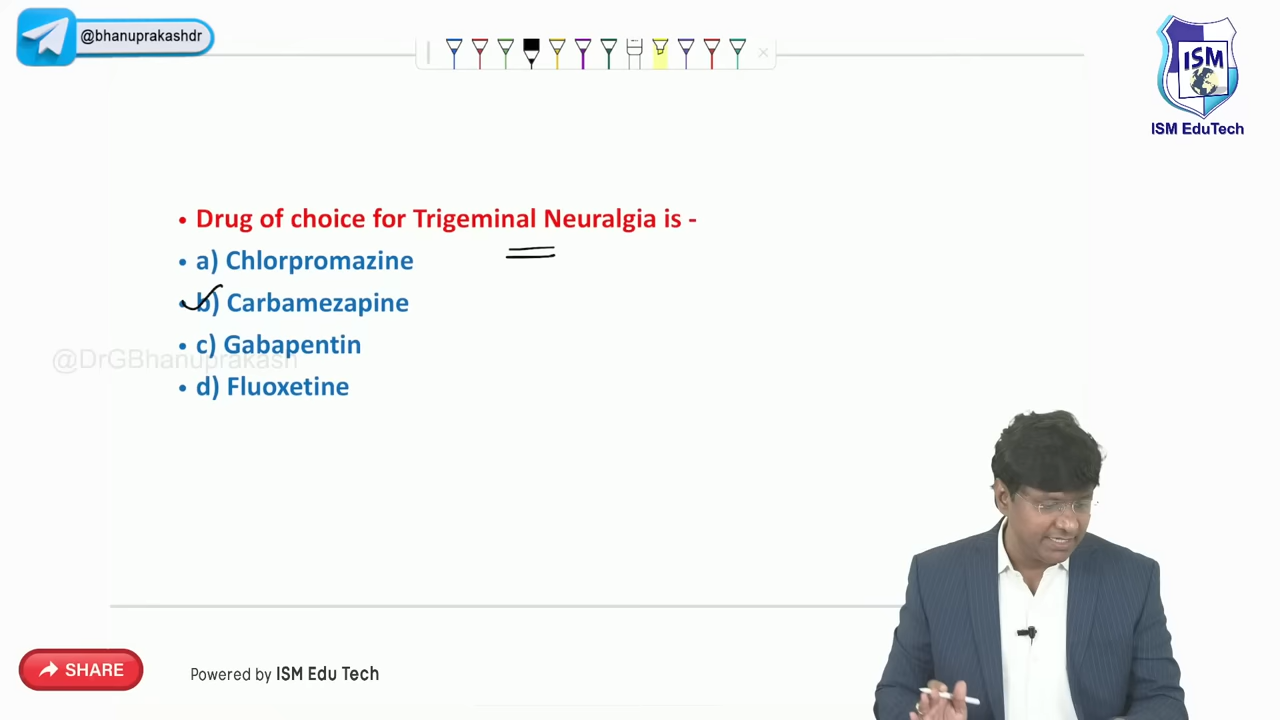 @bhanuprakashdr
ISM
ISM EduTech
• Drug of choice for Trigeminal Neuralgia is -
• a) Chlorpromazine
• b) Carbamezapine
• c) Gabapentin
@DrGBhanuprakash
• d) Fluoxetine
SHARE
Powered by ISM Edu Tech